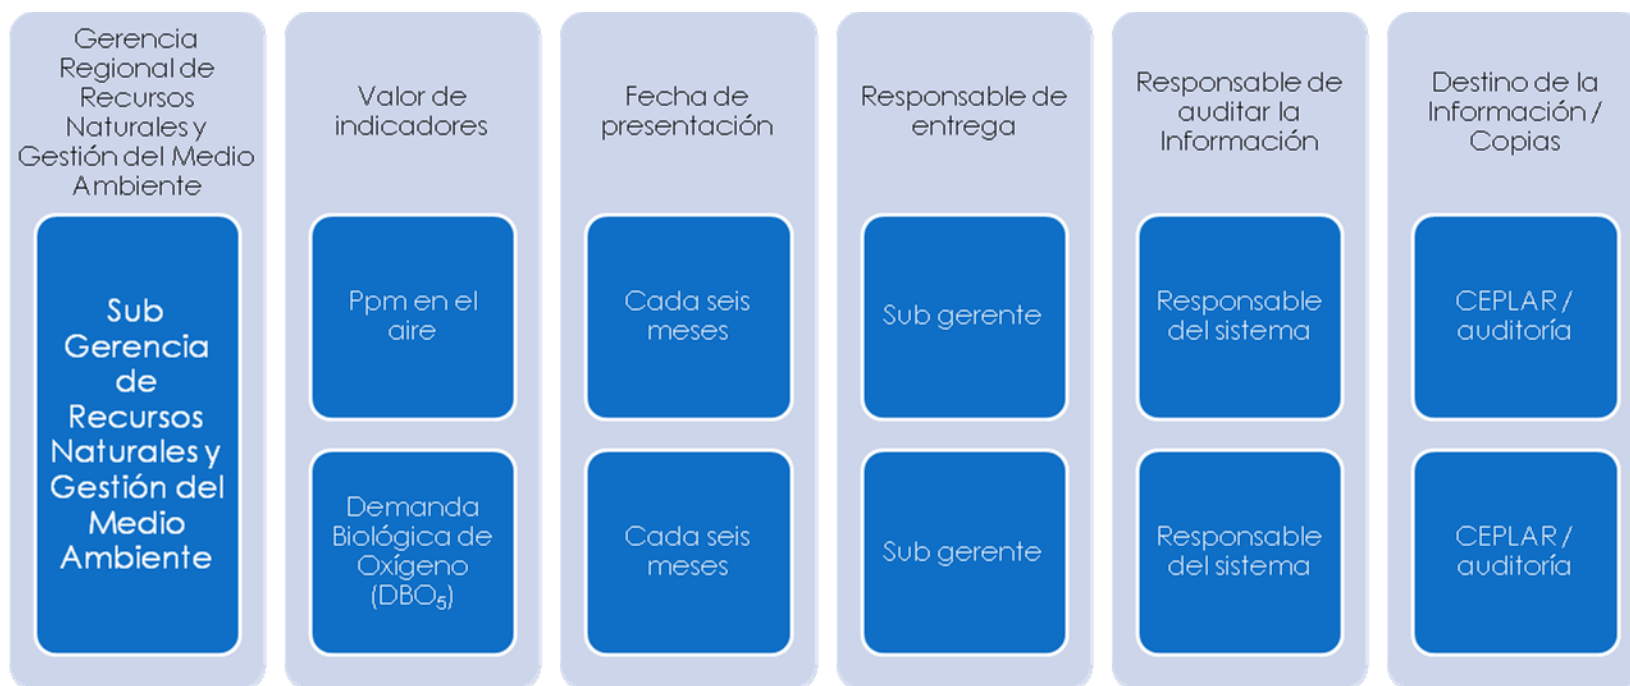 Gerencia
Regional de
Recursos
Naturales y
Gestión del Medio
Ambiente
Sub
Gerencia
de
Recursos
Naturales y
Gestión del
Medio
Ambiente
Valor de
indicadores
Ppm en el
aire
Demanda
Biológica de
Oxígeno
(DBO₅)
Fecha de
presentación
Cada seis
meses
Cada seis
meses
Responsable de
entrega
Sub gerente
Sub gerente
Responsable de
auditar la
Información
Responsable
del sistema
Responsable
del sistema
Destino de la
Información /
Copias
CEPLAR /
auditoría
CEPLAR /
auditoría